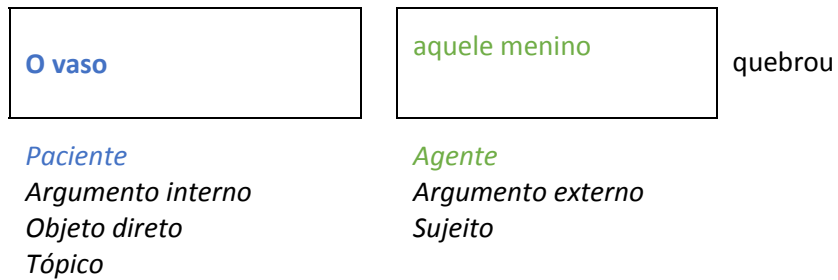 O vaso
aquele menino
quebrou
Paciente
Argumento interno
Objeto direto
Tópico
Agente
Argumento externo
Sujeito